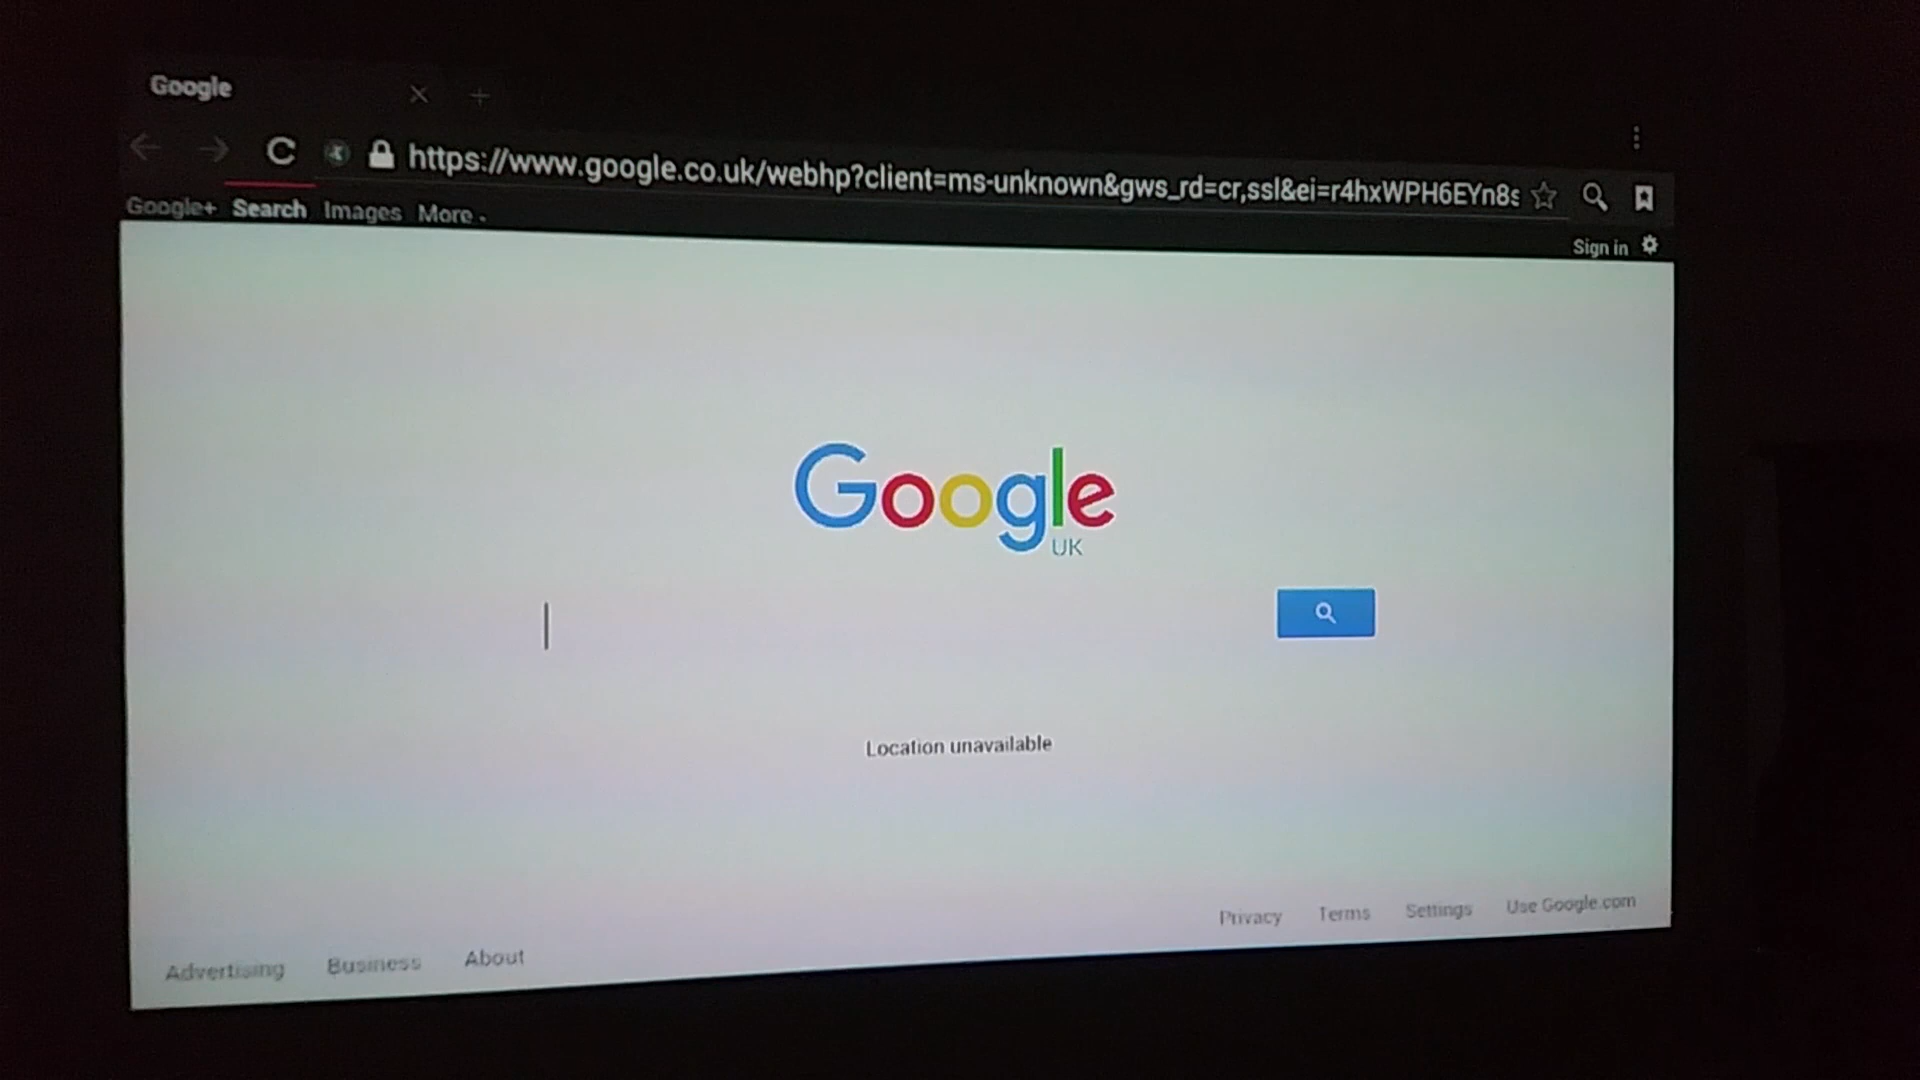 Google
https://www.google.co.uk/webhp?client=ms-unknown&gws_rd=cr,ssl&ei=r4hxWPH6EYn8s
Google+ Search Images More
Sign in
Google
UK
Location unavailable
Privacy Terms Settings Use Google.com
Advertising Business About